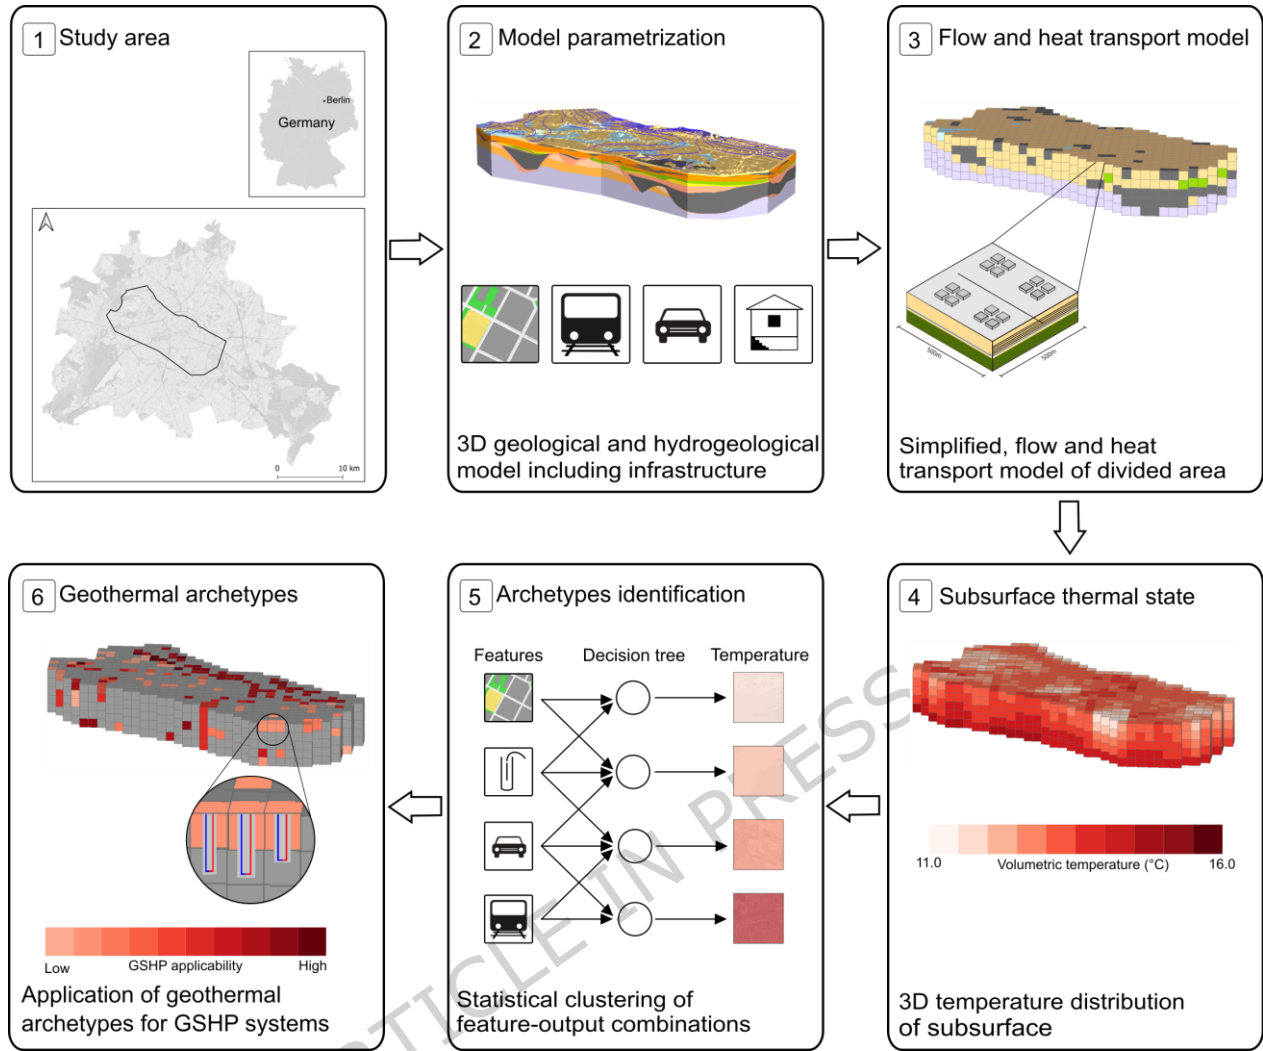 1 Study area
Berlin
Germany
0 10 km
2 Model parametrization
3D geological and hydrogeological
model including infrastructure
3 Flow and heat transport model
500m 500m
Simplified, flow and heat
transport model of divided area
4 Subsurface thermal state
11.0 Volumetric temperature (°C) 16.0
3D temperature distribution
of subsurface
5 Archetypes identification
Features Decision tree Temperature
Statistical clustering of
feature-output combinations
6 Geothermal archetypes
Low GSHP applicability High
Application of geothermal
archetypes for GSHP systems
RTICLE IN PRESS